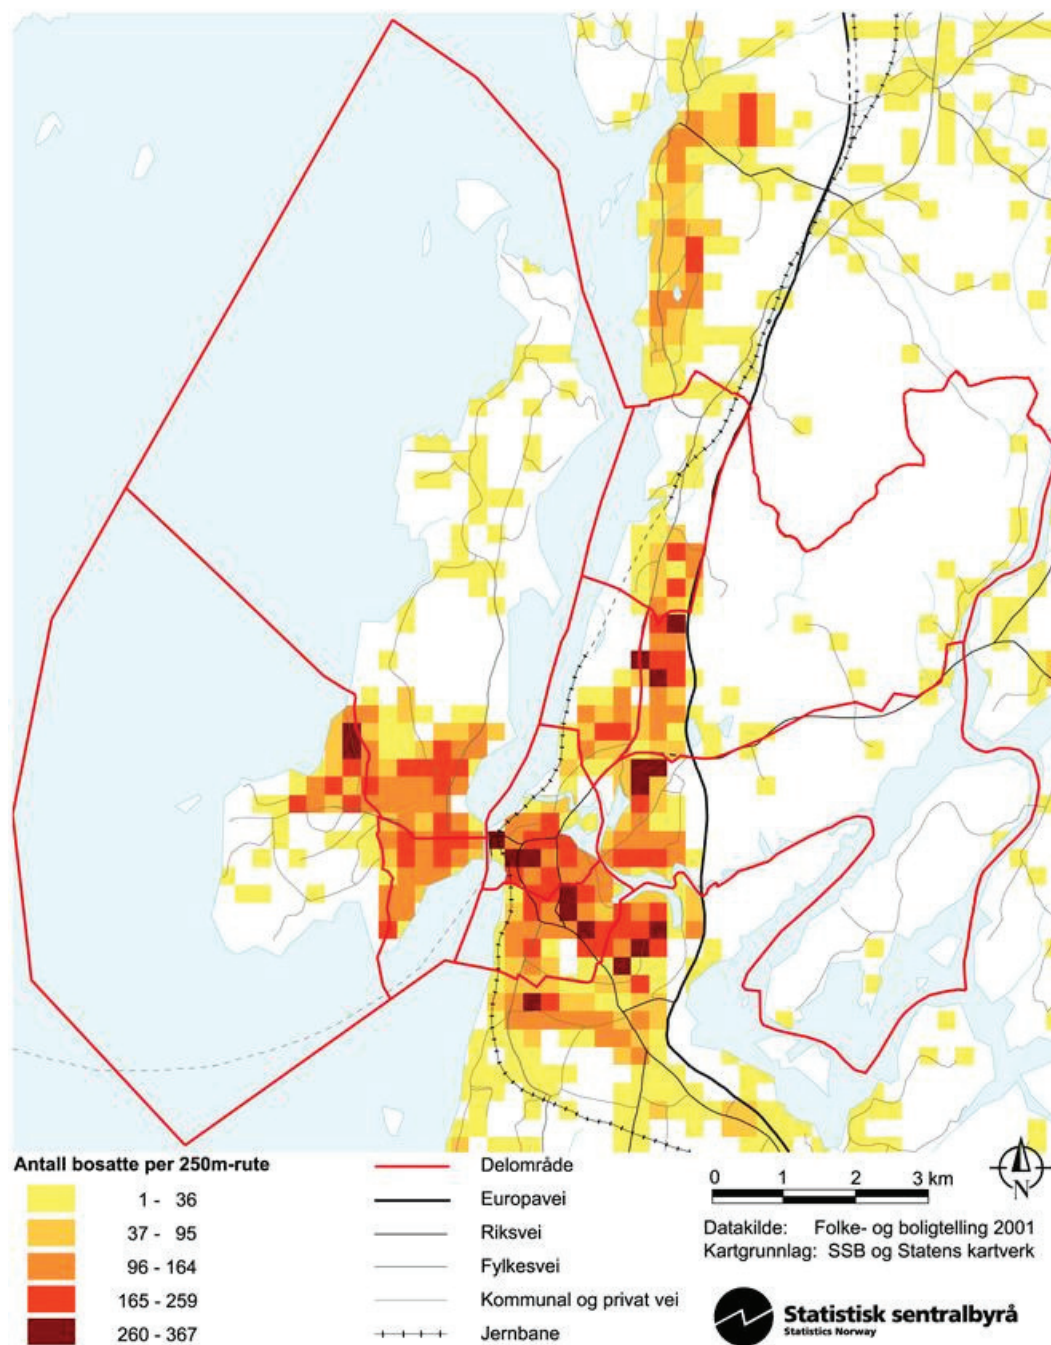 Antall bosatte per 250m-rute
1 - 36
37 - 95
96 - 164
165 - 259
260 - 367
Delområde
Europavei
Riksvei
Fylkesvei
Kommunal og privat vei
Jernbane
0 1 2 3 km
N
Datakilde: Folke- og boligtelling 2001
Kartgrunnlag: SSB og Statens kartverk
Statistisk sentralbyrå
Statistics Norway